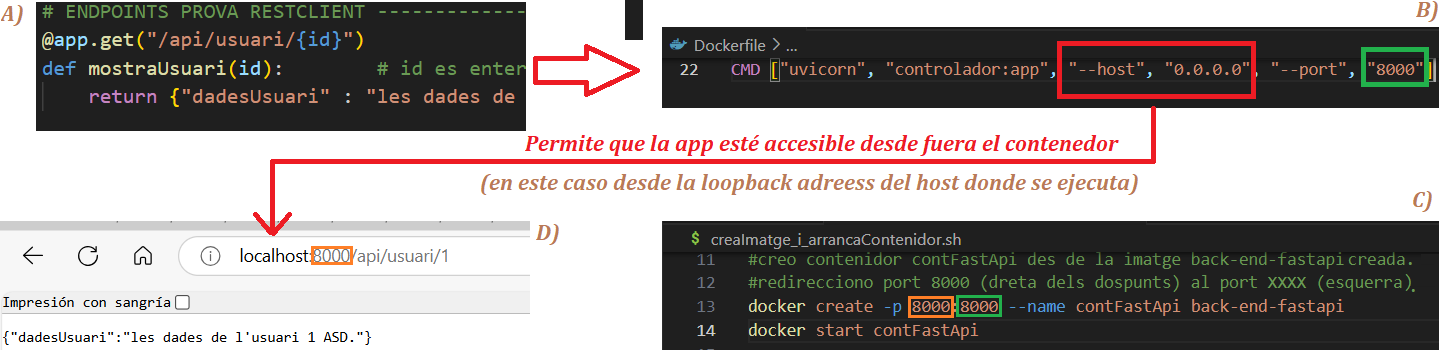 A)
# ENDPOINTS PROVA RESTCLIENT -------------
@app.get("/api/usuari/{id}")
def mostraUsuari(id): # id es enter
return {"dadesUsuari" : "les dades de
B)
Dockerfile > ...
22 CMD ["uvicorn", "controlador:app", "--host", "0.0.0.0", "--port", "8000"]
Permite que la app esté accesible desde fuera el contenedor
(en este caso desde la loopback adreess del host donde se ejecuta)
C)
$ creaImatge_i_arrancaContenidor.sh
11 #creo contenidor contFastApi des de la imatge back-end-fastapi creada.
12 #redirecciono port 8000 (dreta dels dospunts) al port XXXX (esquerra).
13 docker create -p 8000:8000 --name contFastApi back-end-fastapi
14 docker start contFastApi
D)
localhost:8000/api/usuari/1
Impresión con sangría
{"dadesUsuari":"les dades de l'usuari 1 ASD."}